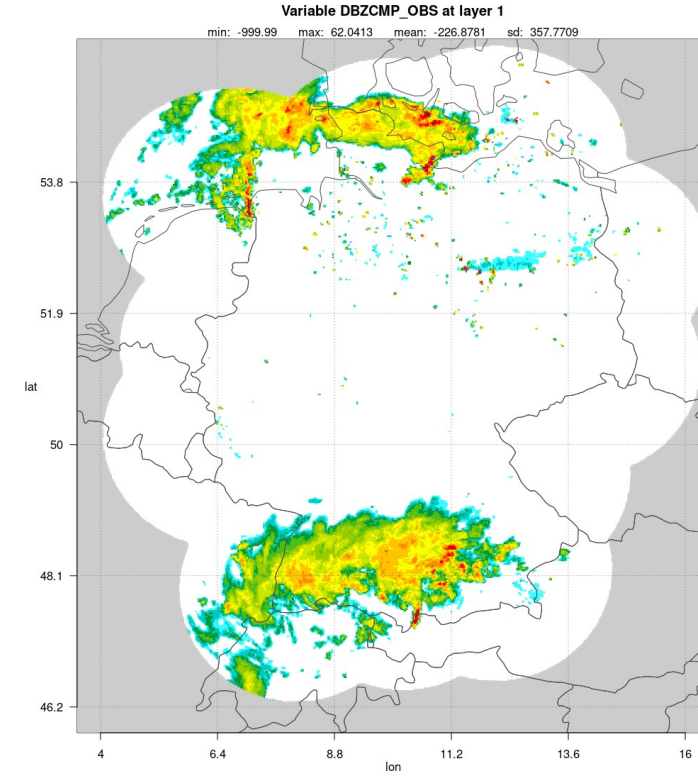 Variable DBZCMP_OBS at layer 1
min: -999.99 max: 62.0413 mean: -226.8781 sd: 357.7709
53.8
51.9
lat
50
48.1
46.2
4 6.4 8.8 11.2 13.6 16
lon